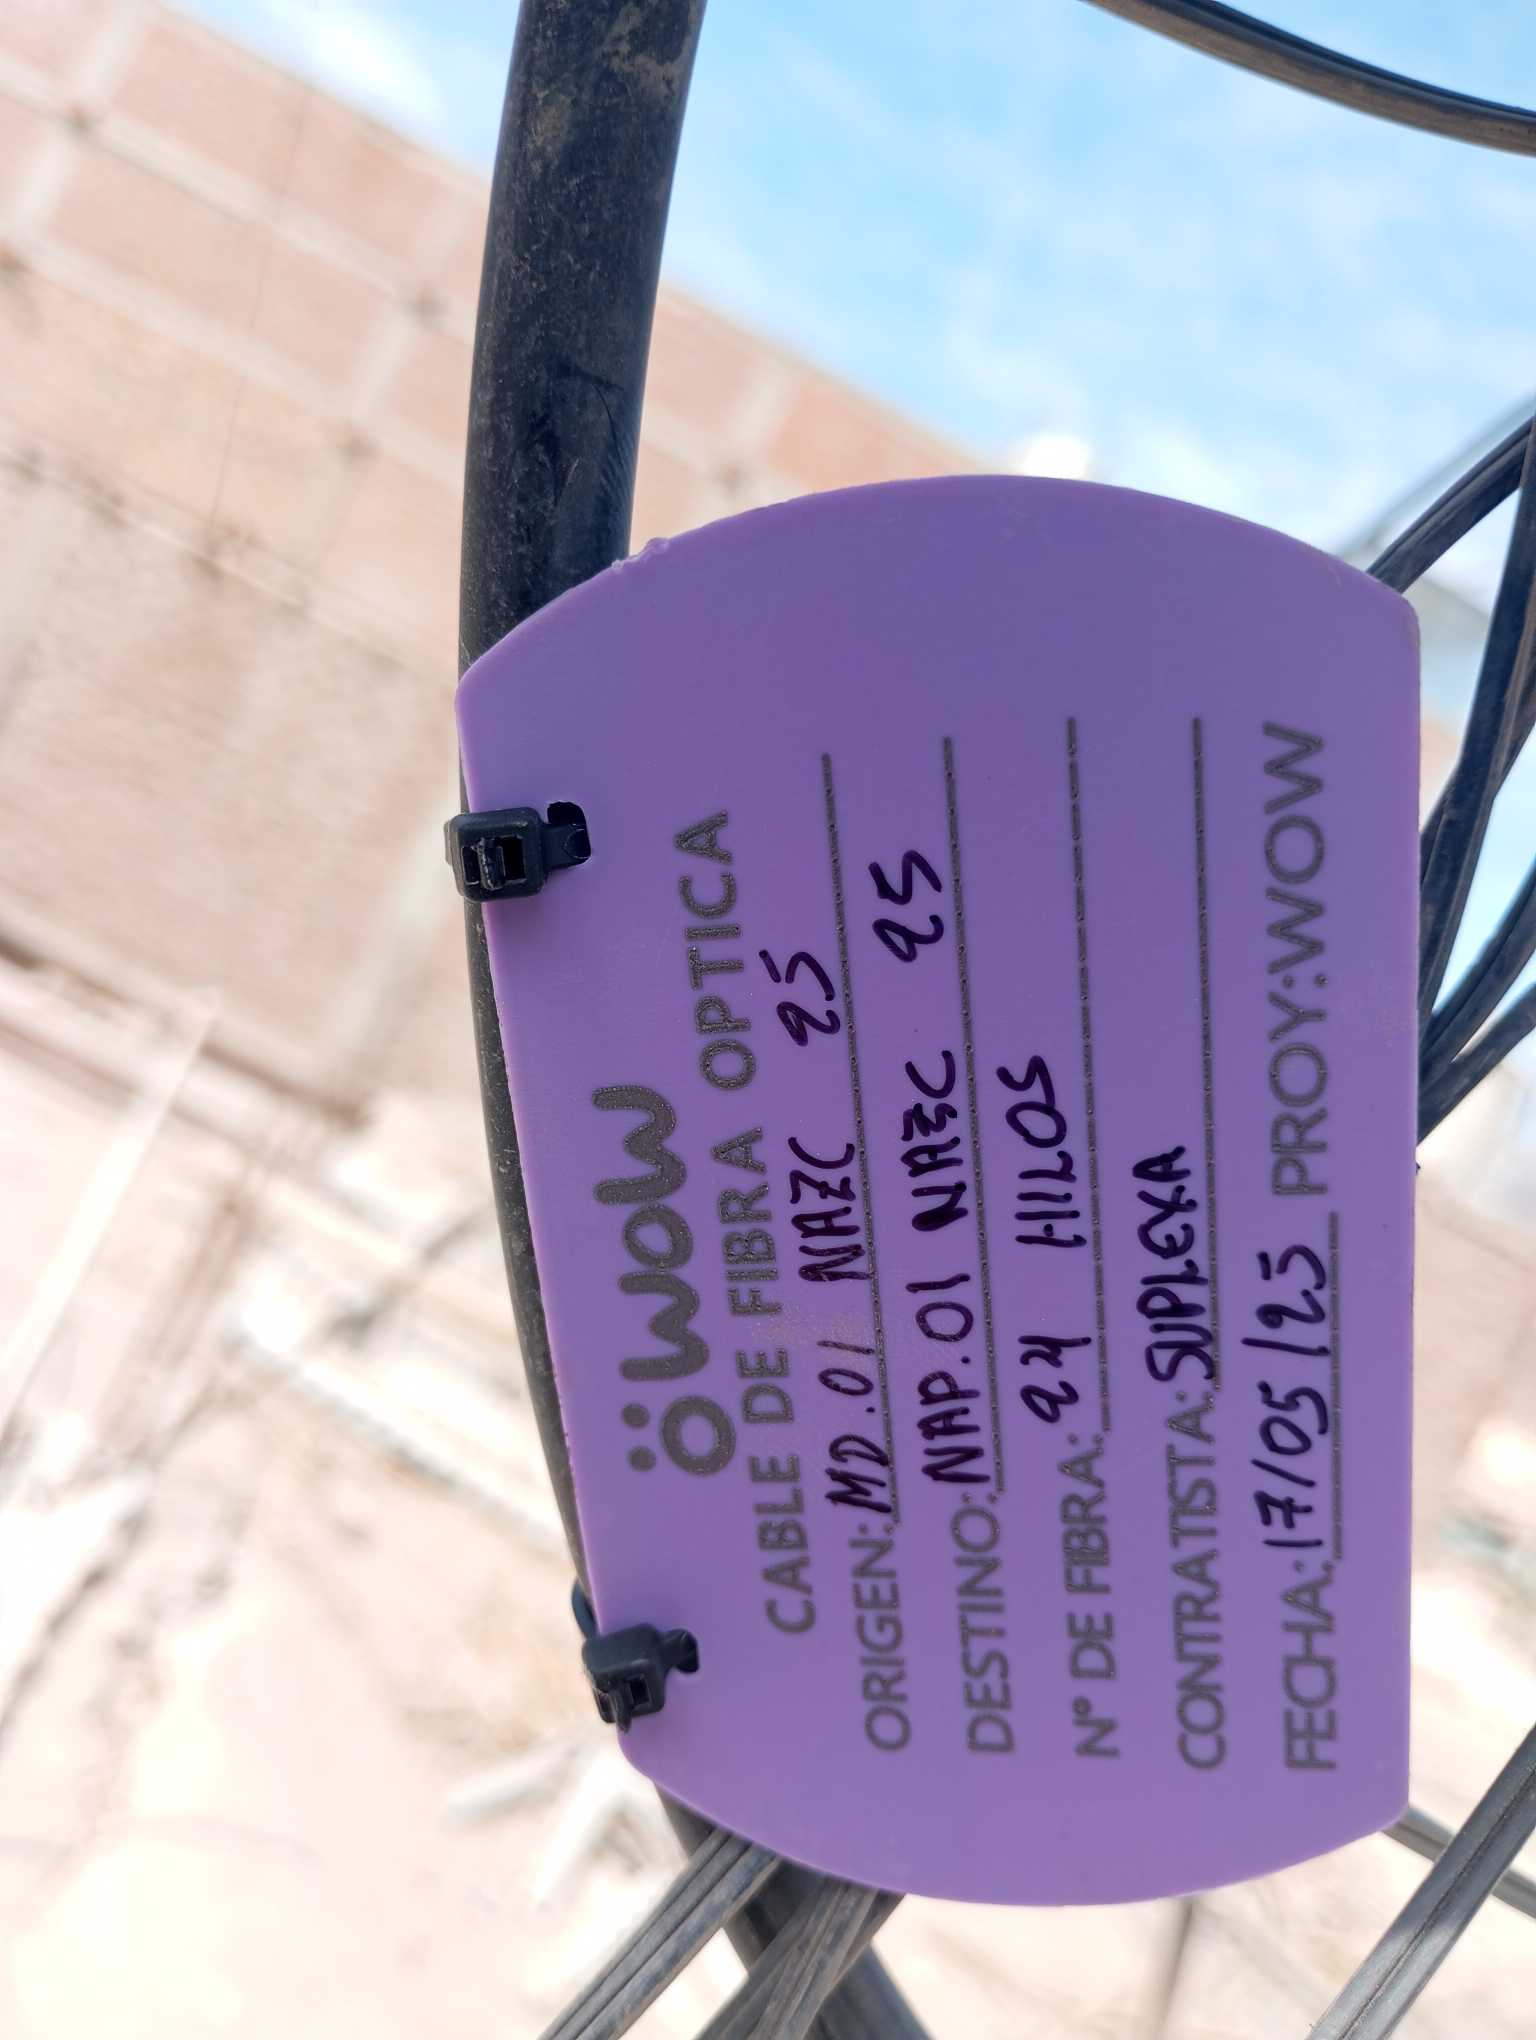 öwow
CABLE DE FIBRA OPTICA
ORIGEN: MD.01 NAZC 25
DESTINO: NAP.01 NAZC 25
N° DE FIBRA: 24 HILOS
CONTRATISTA: SUPLEXA
FECHA: 17/05/25 PROY:WOW